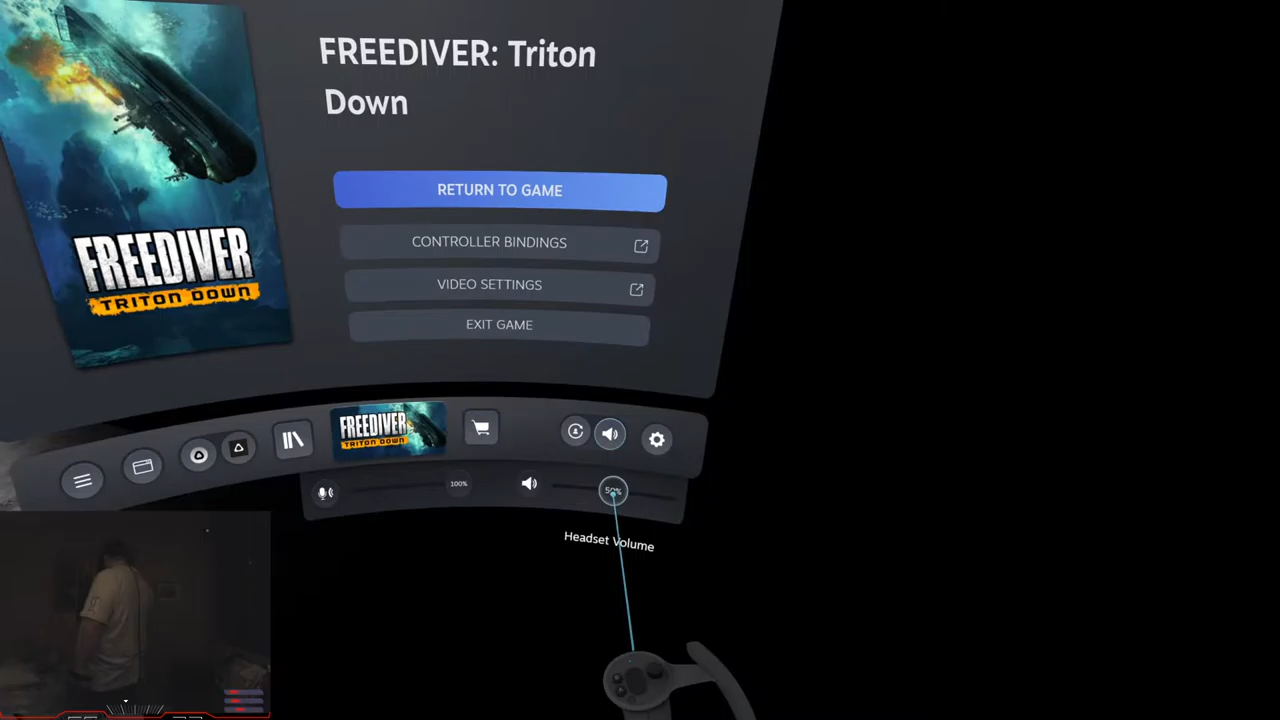 FREEDIVER: Triton
Down
FREEDIVER
TRITON DOWN
RETURN TO GAME
CONTROLLER BINDINGS
VIDEO SETTINGS
EXIT GAME
FREEDIVER
TRITON DOWN
100%
50%
Headset Volume